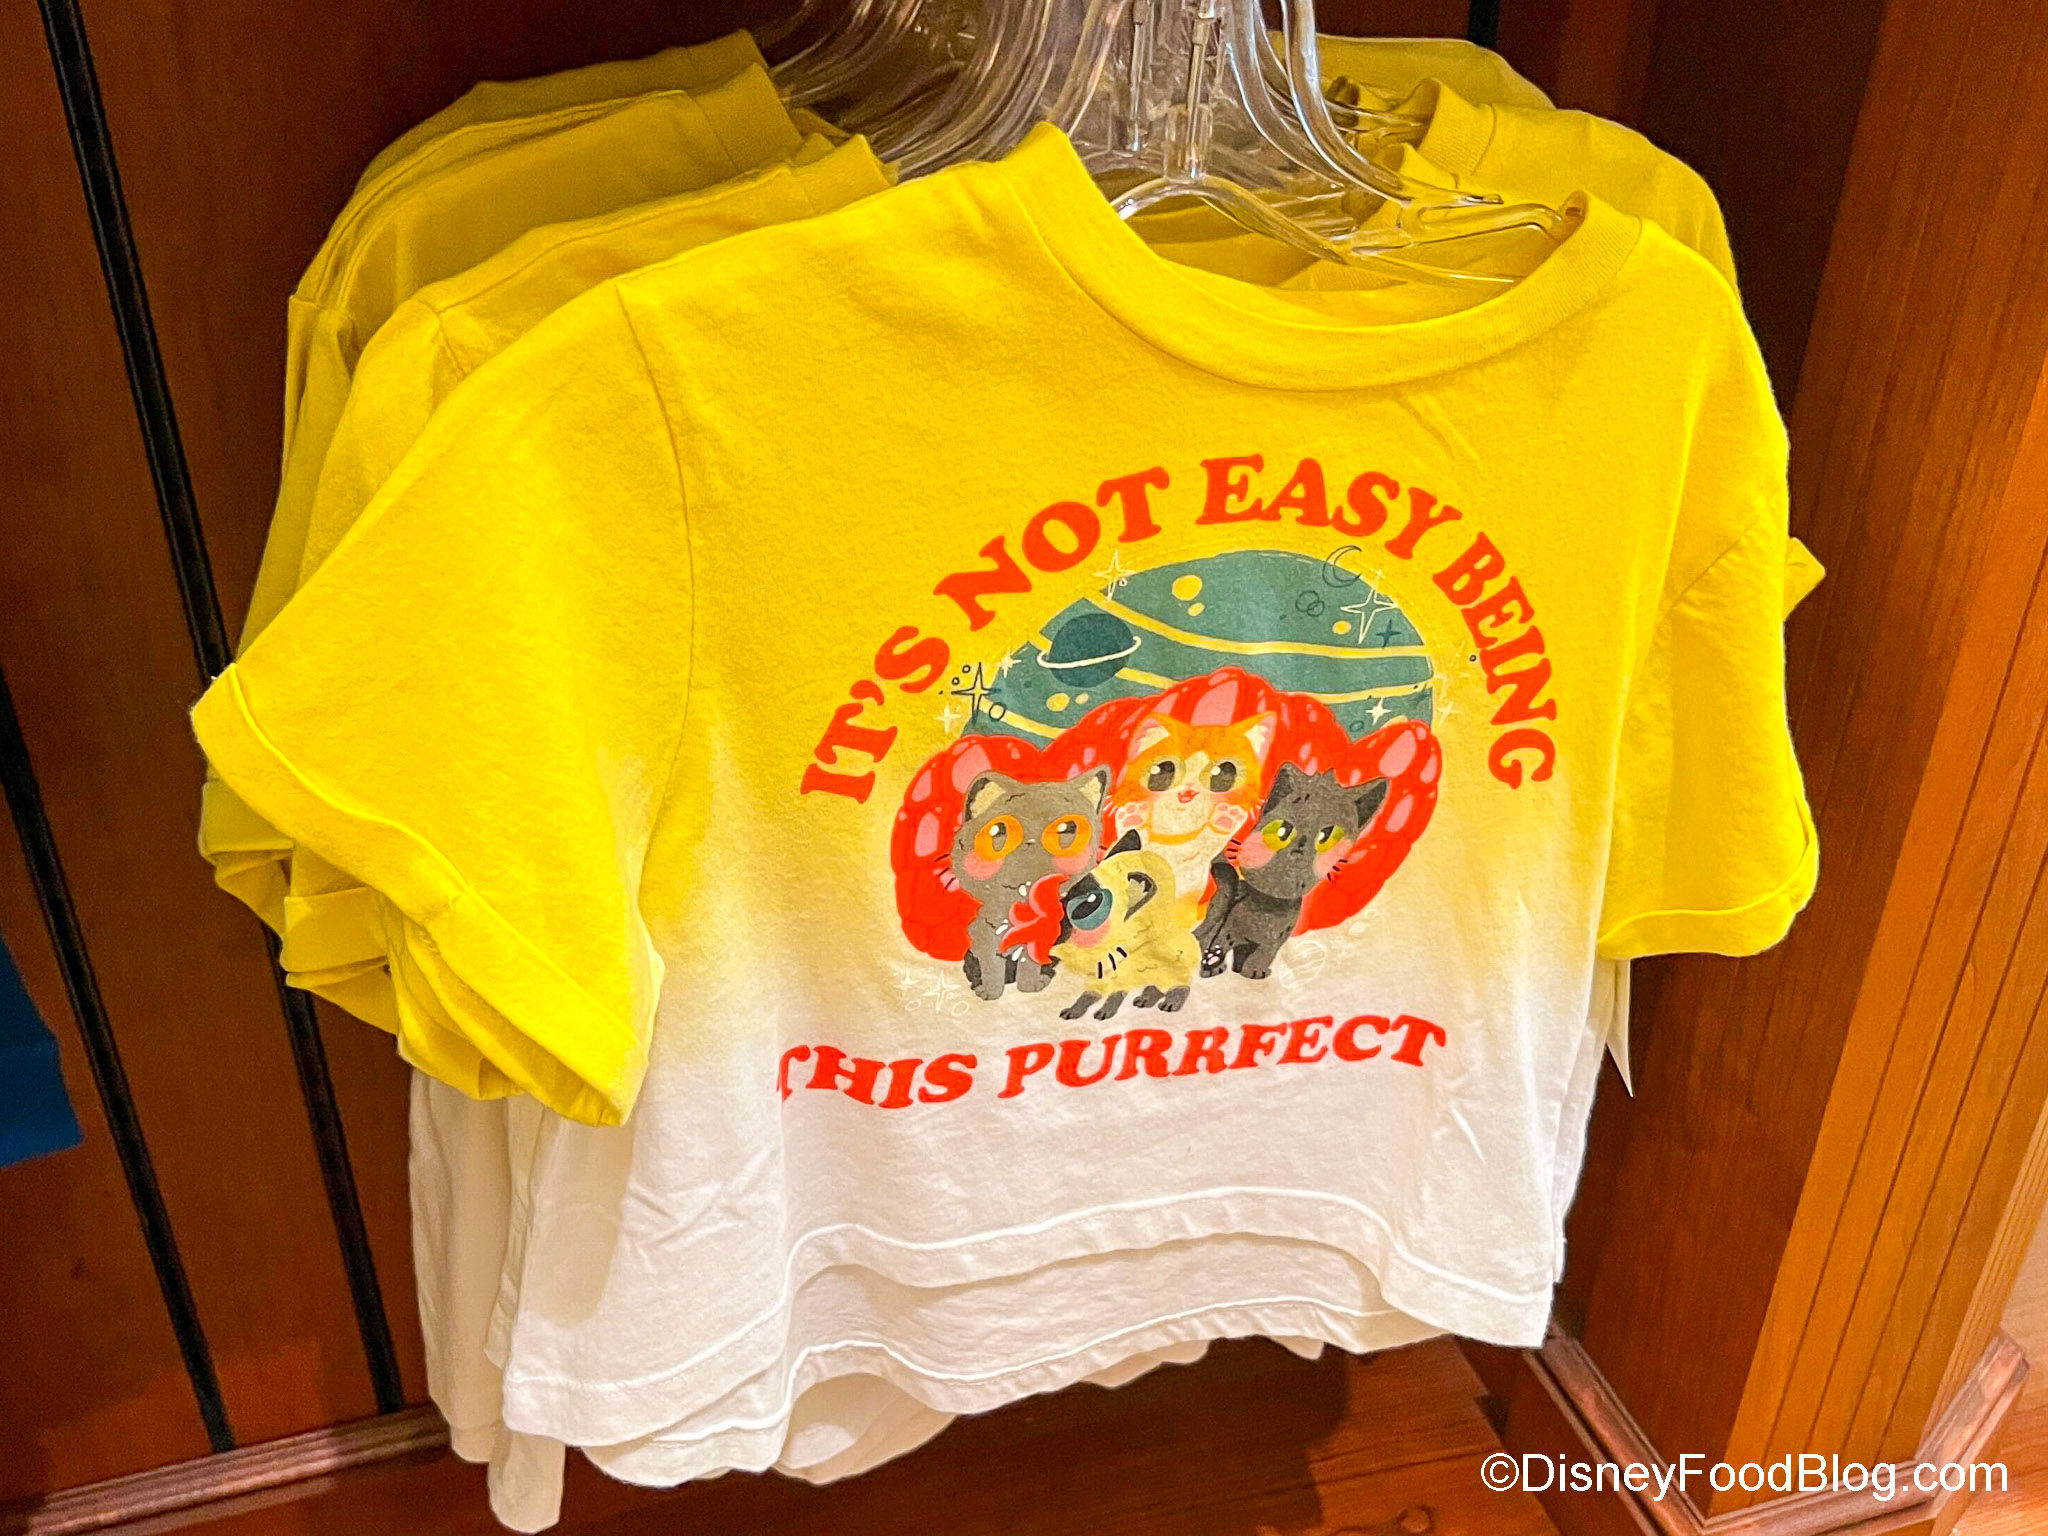 IT'S NOT EASY BEING
THIS PURRFECT
©DisneyFoodBlog.com